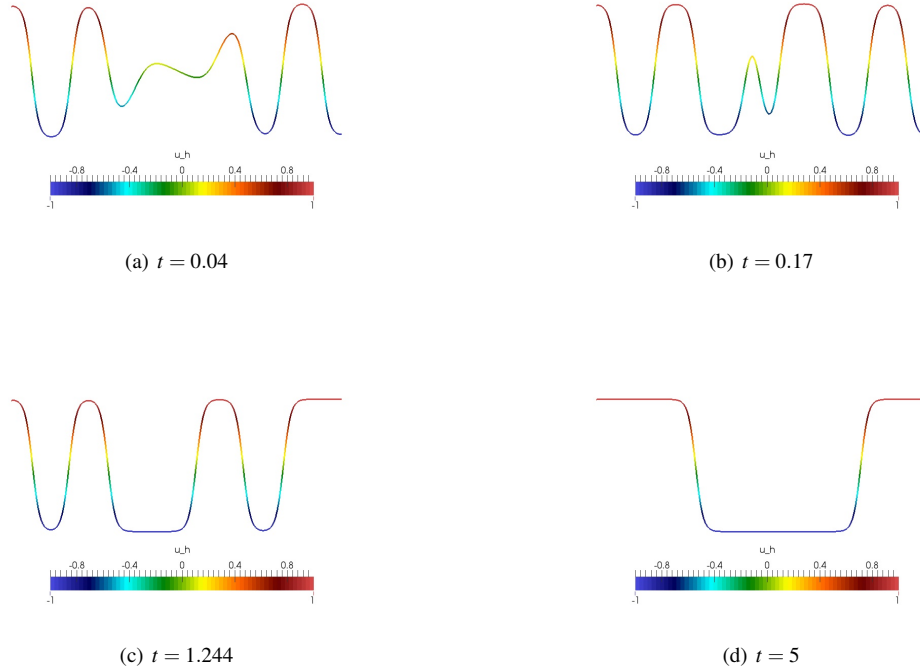 u_h
-0.8 -0.4 0 0.4 0.8
-1 1
(a) t = 0.04
u_h
-0.8 -0.4 0 0.4 0.8
-1 1
(b) t = 0.17
u_h
-0.8 -0.4 0 0.4 0.8
-1 1
(c) t = 1.244
u_h
-0.8 -0.4 0 0.4 0.8
-1 1
(d) t = 5